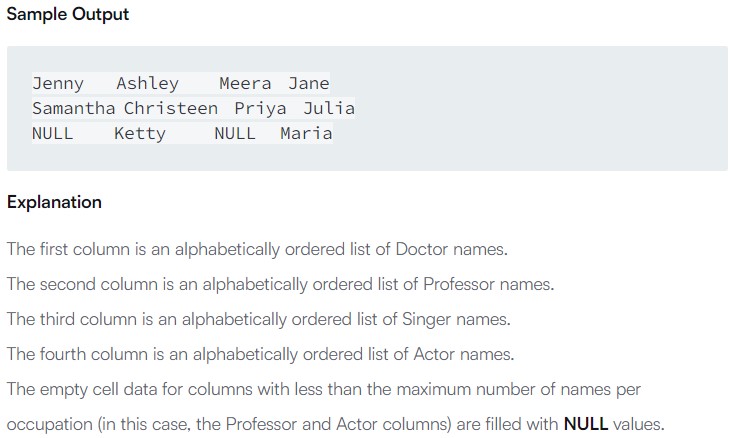 Sample Output
Jenny Ashley Meera Jane
Samantha Christeen Priya Julia
NULL Ketty NULL Maria
Explanation
The first column is an alphabetically ordered list of Doctor names.
The second column is an alphabetically ordered list of Professor names.
The third column is an alphabetically ordered list of Singer names.
The fourth column is an alphabetically ordered list of Actor names.
The empty cell data for columns with less than the maximum number of names per
occupation (in this case, the Professor and Actor columns) are filled with NULL values.